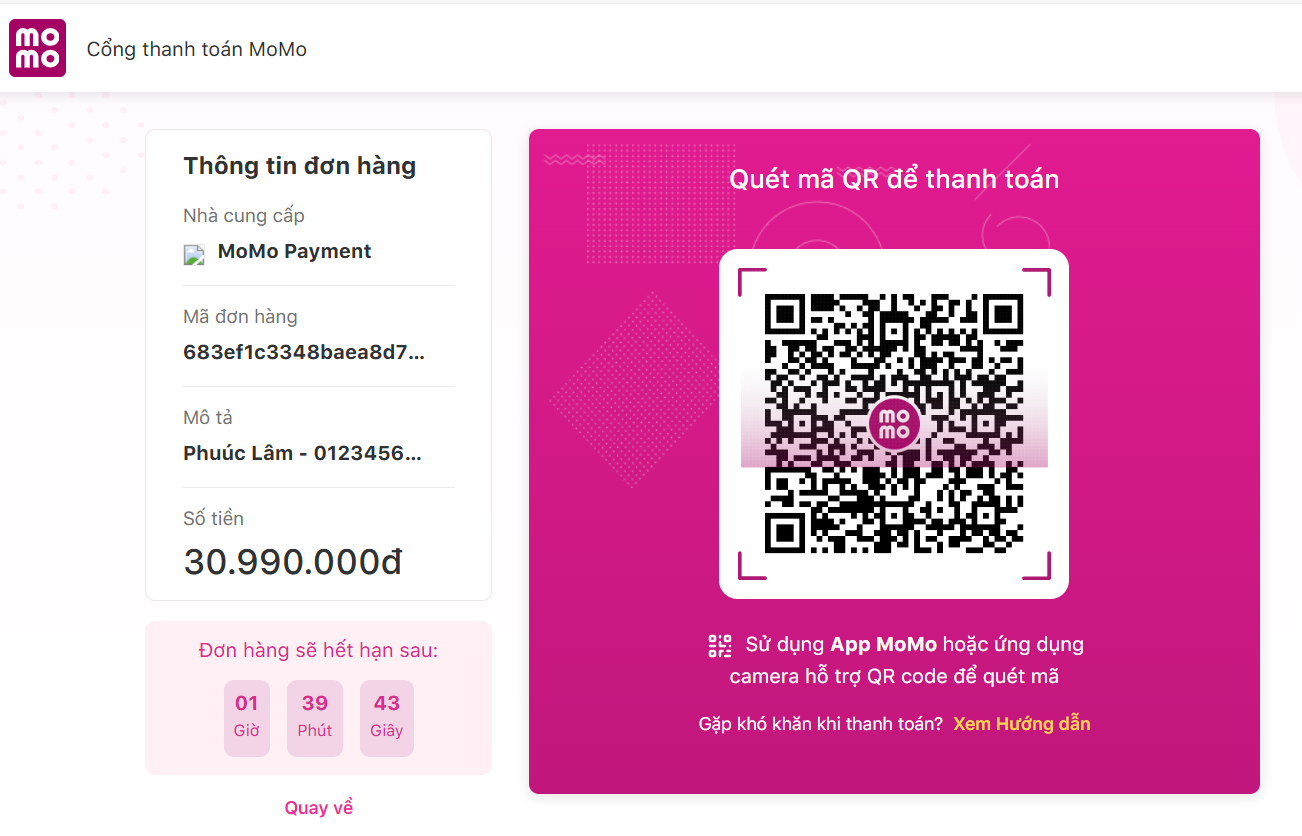 mo
mo
Cổng thanh toán MoMo
Thông tin đơn hàng
Nhà cung cấp
MoMo Payment
Mã đơn hàng
683ef1c3348baea8d7...
Mô tả
Phuúc Lâm - 0123456...
Số tiền
30.990.000đ
Đơn hàng sẽ hết hạn sau:
01 39 43
Giờ Phút Giây
Quay về
Quét mã QR để thanh toán
mo
mo
Sử dụng App MoMo hoặc ứng dụng
camera hỗ trợ QR code để quét mã
Gặp khó khăn khi thanh toán? Xem Hướng dẫn